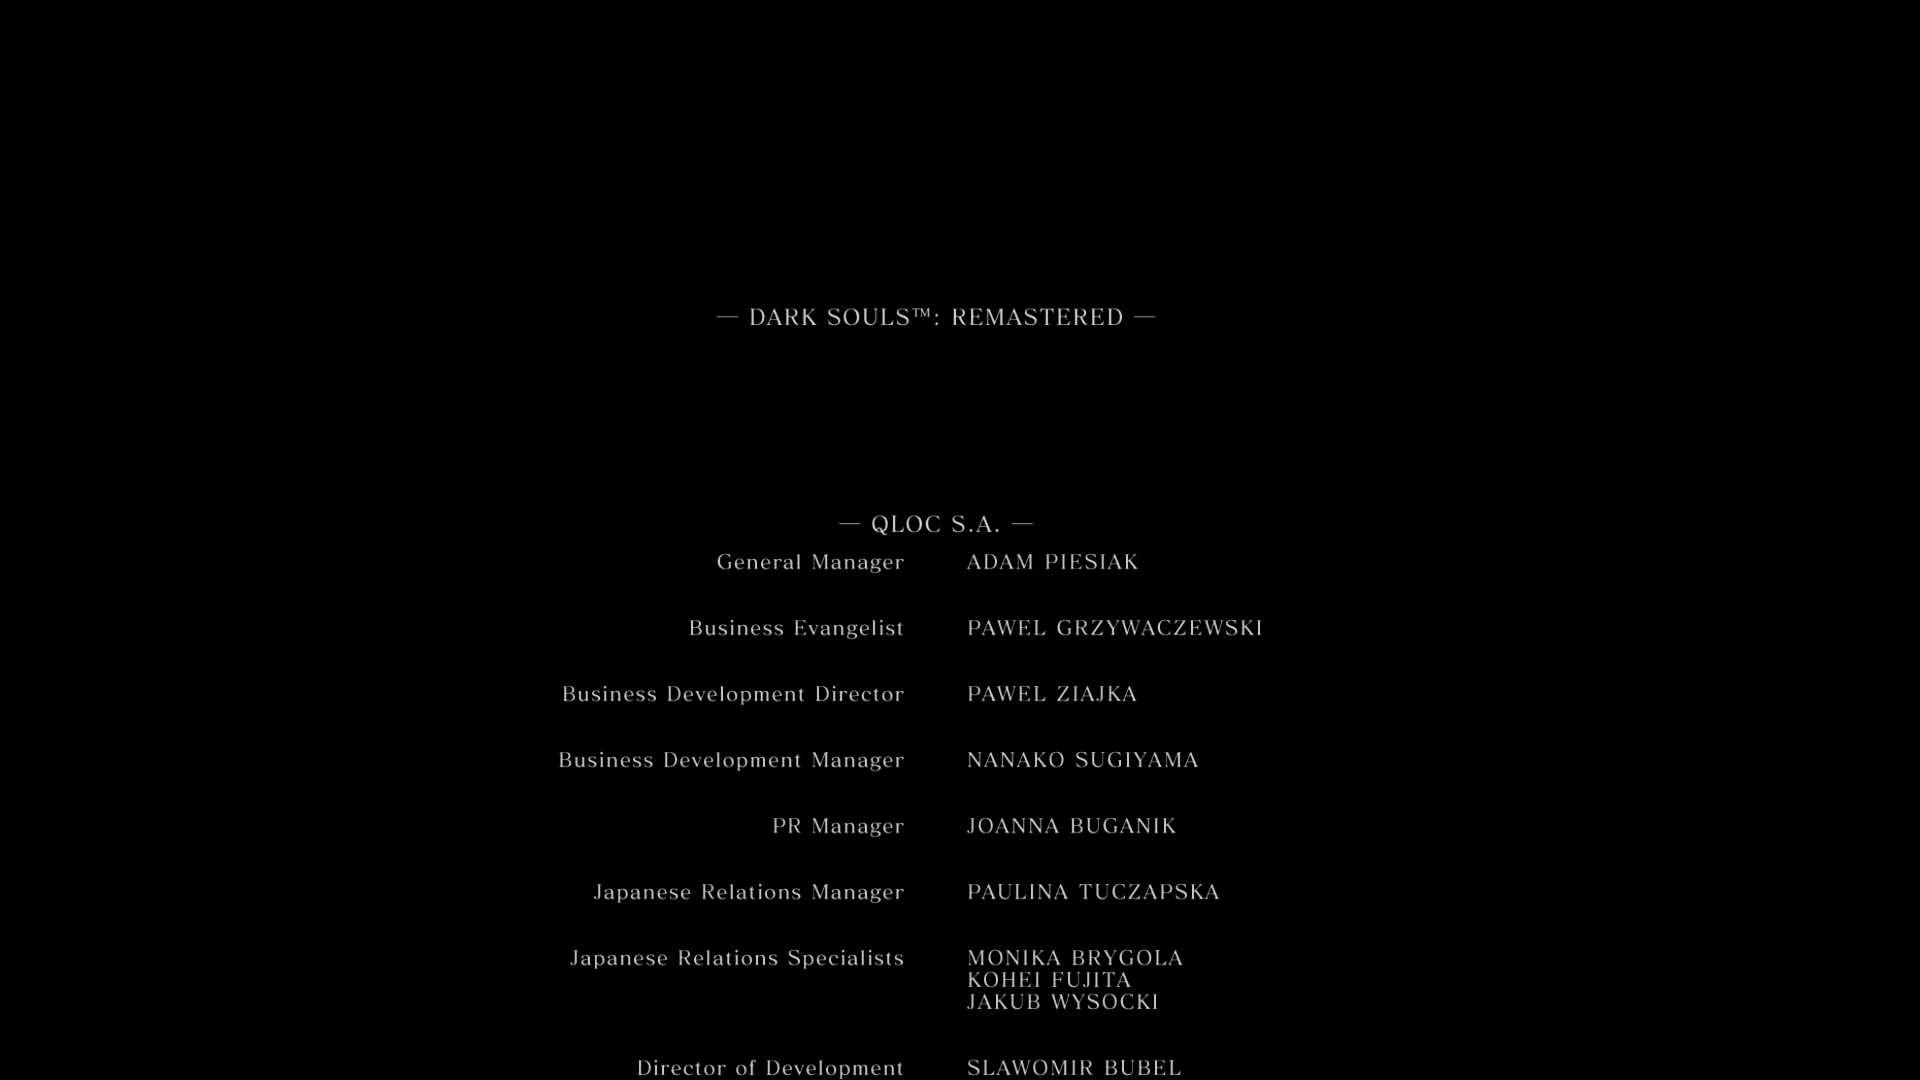 — DARK SOULS™: REMASTERED —
— QLOC S.A. —
General Manager ADAM PIESIAK
Business Evangelist PAWEL GRZYWACZEWSKI
Business Development Director PAWEL ZIAJKA
Business Development Manager NANAKO SUGIYAMA
PR Manager JOANNA BUGANIK
Japanese Relations Manager PAULINA TUCZAPSKA
Japanese Relations Specialists MONIKA BRYGOLA
KOHEI FUJITA
JAKUB WYSOCKI
Director of Development SLAWOMIR BUBEL